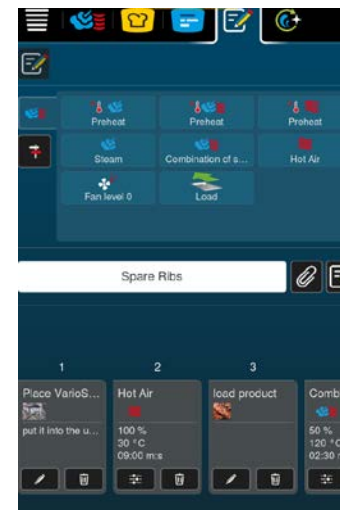 Preheat
Preheat
Preheat
Steam
Combination of s...
Hot Air
Fan level 0
Load
Spare Ribs
1
2
3
Place VarioS...
Hot Air
load product
Comb
put it into the u...
100 %
30 °C
09:00 m:s
50 %
120 °C
02:30